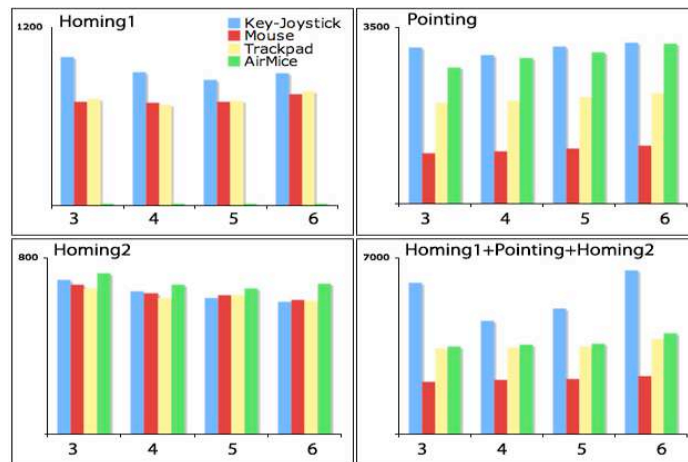 Homing1
1200
Key-Joystick
Mouse
Trackpad
AirMice
3 4 5 6
Pointing
3500
3 4 5 6
Homing2
800
3 4 5 6
Homing1+Pointing+Homing2
7000
3 4 5 6